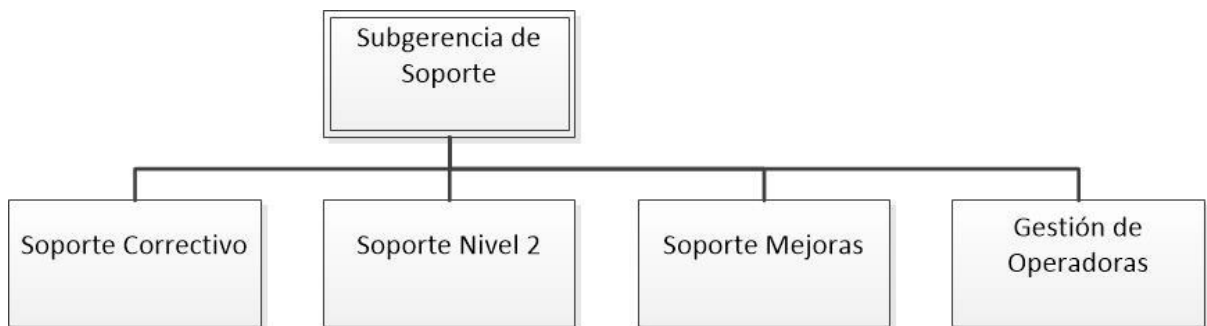 Subgerencia de
Soporte
Soporte Correctivo
Soporte Nivel 2
Soporte Mejoras
Gestión de
Operadoras